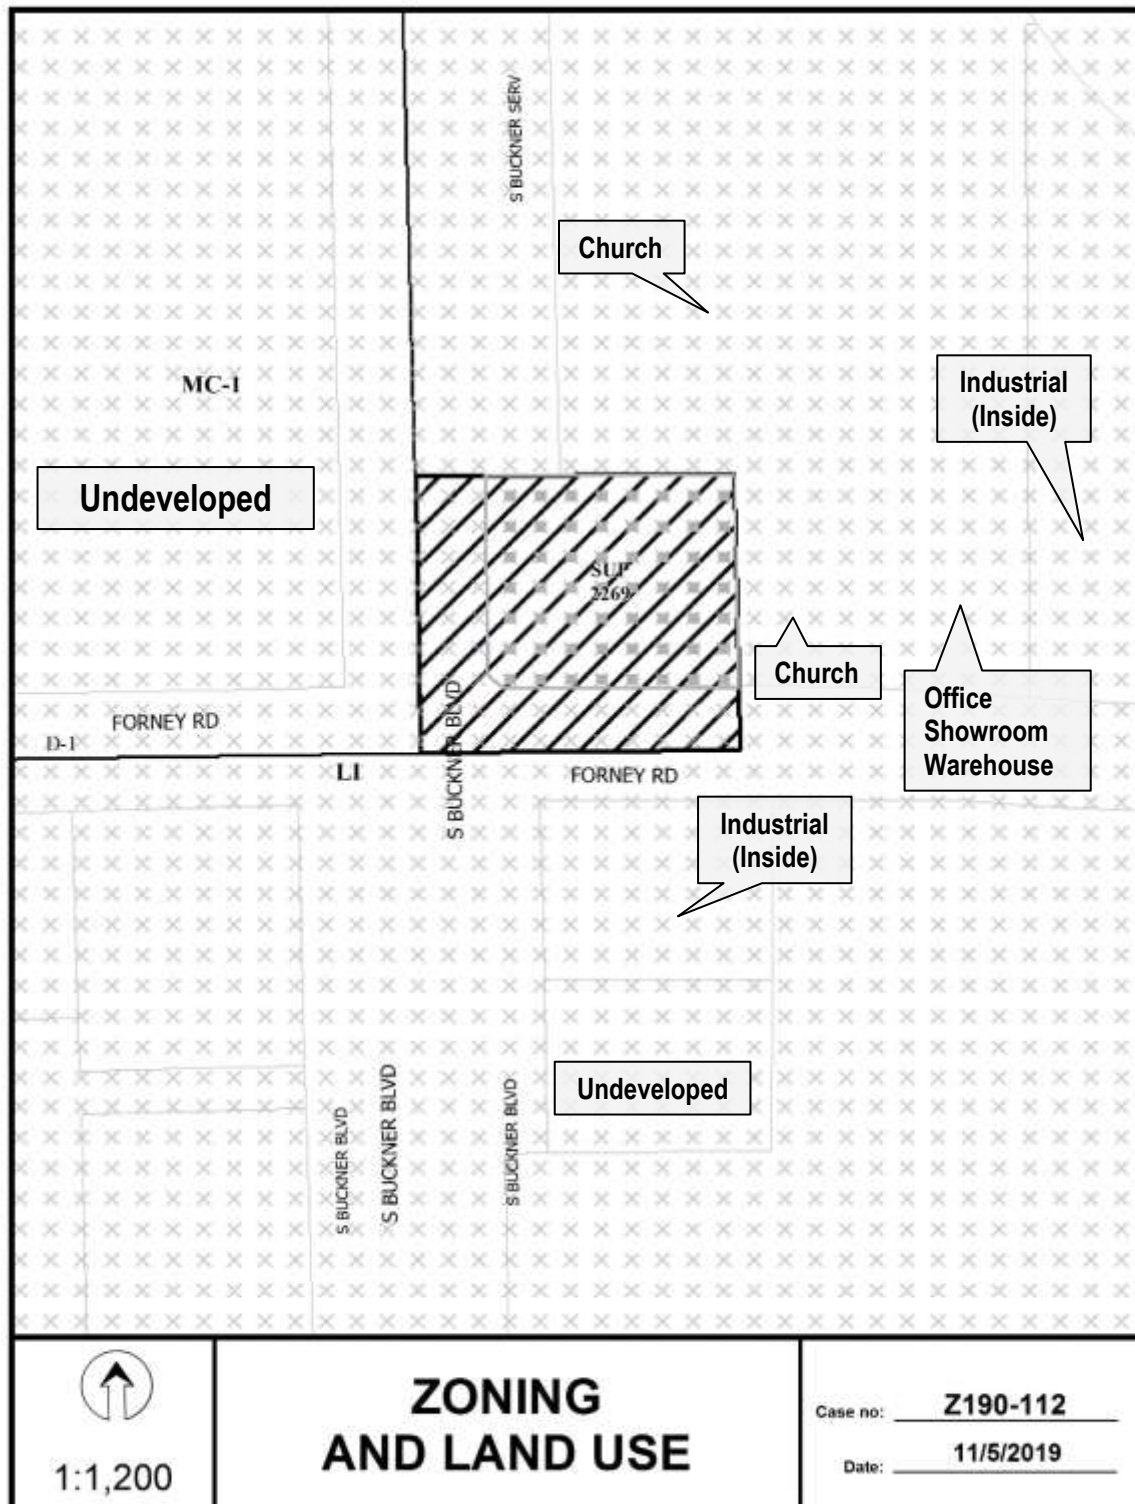 S BUCKNER SERV
Church
Industrial
(Inside)
MC-1
Undeveloped
SUP
2269
Church
Office
Showroom
Warehouse
FORNEY RD
D-1
LI
S BUCKNER BLVD
FORNEY RD
Industrial
(Inside)
Undeveloped
S BUCKNER BLVD
S BUCKNER BLVD
S BUCKNER BLVD
1:1,200
ZONING
AND LAND USE
Case no: Z190-112
Date: 11/5/2019